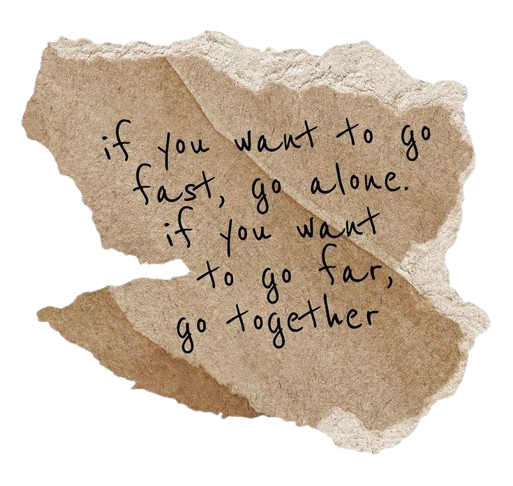 if you want to go
fast, go alone.
if you want
to go far,
go together